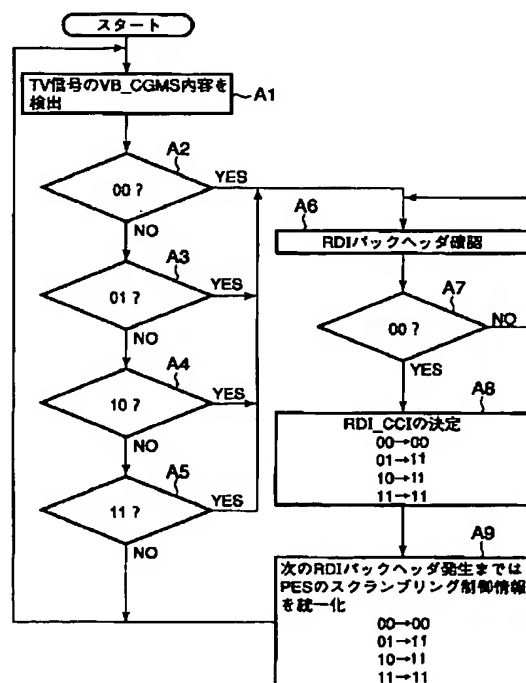 スタート
TV信号のVB_CGMS内容を
検出
A1
A2
00 ?
YES
NO
A3
01 ?
YES
NO
A4
10 ?
YES
NO
A5
11 ?
YES
NO
A6
RDIパックヘッダ確認
A7
00 ?
NO
YES
A8
RDI_CCIの決定
00→00
01→11
10→11
11→11
A9
次のRDIパックヘッダ発生までは
PESのスクランブリング制御情報
を統一化
00→00
01→11
10→11
11→11